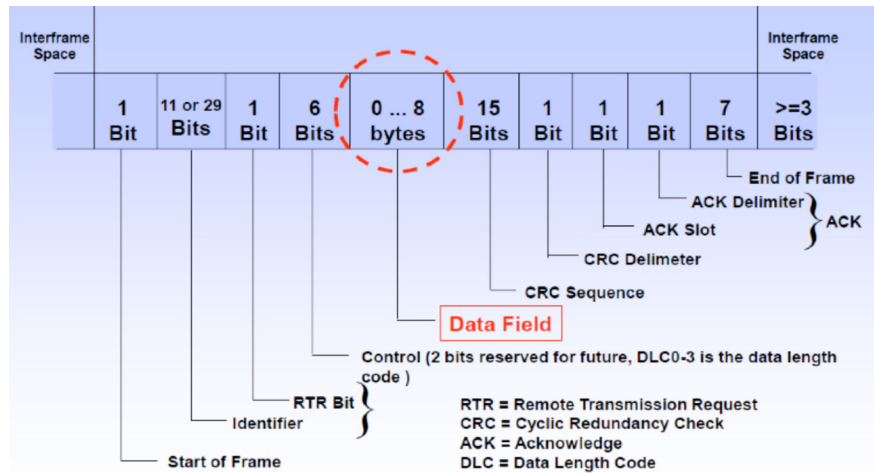 Interframe
Space
Interframe
Space
1
Bit
11 or 29
Bits
1
Bit
6
Bits
0 ... 8
bytes
15
Bits
1
Bit
1
Bit
1
Bit
7
Bits
>=3
Bits
End of Frame
ACK Delimiter
ACK
ACK Slot
CRC Delimeter
CRC Sequence
Data Field
Control (2 bits reserved for future, DLC0-3 is the data length
code )
RTR Bit
Identifier
Start of Frame
RTR = Remote Transmission Request
CRC = Cyclic Redundancy Check
ACK = Acknowledge
DLC = Data Length Code